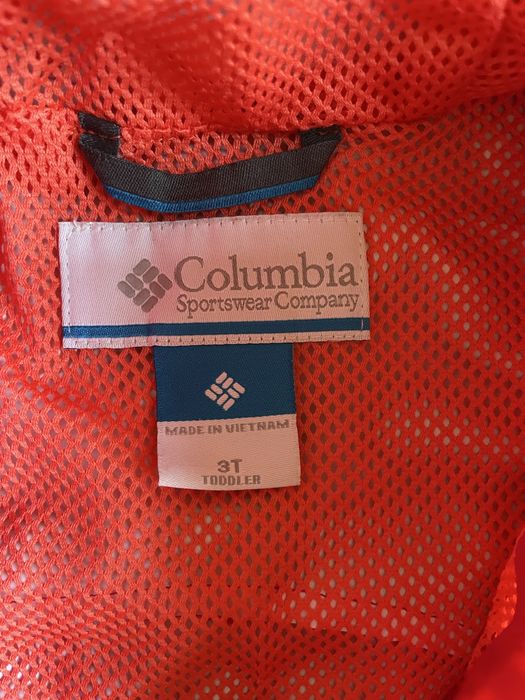 Columbia
Sportswear Company
MADE IN VIETNAM
3T
TODDLER